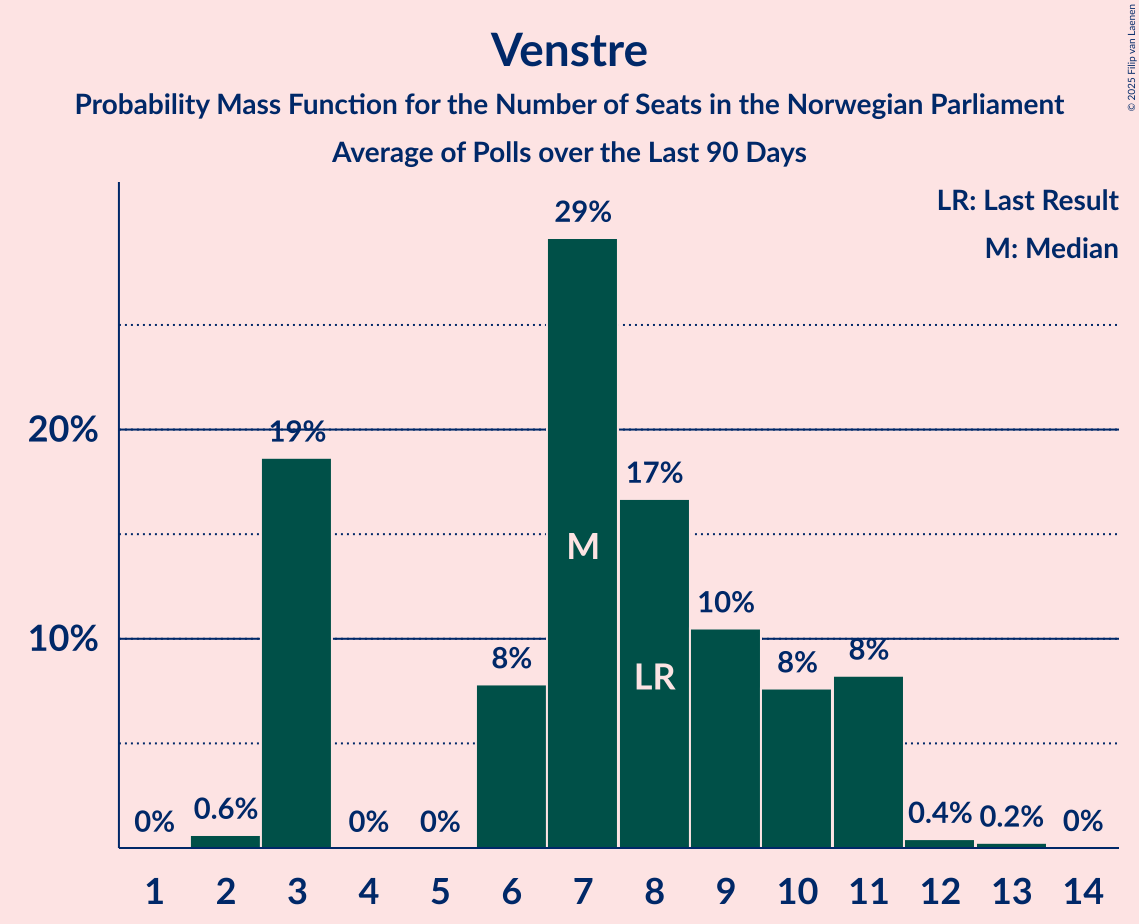 Venstre
Probability Mass Function for the Number of Seats in the Norwegian Parliament
Average of Polls over the Last 90 Days
© 2025 Filip van Laenen
LR: Last Result
M: Median
20%
10%
0%
0.6%
19%
0%
0%
8%
29%
17%
10%
8%
8%
0.4%
0.2%
0%
M
LR
1 2 3 4 5 6 7 8 9 10 11 12 13 14